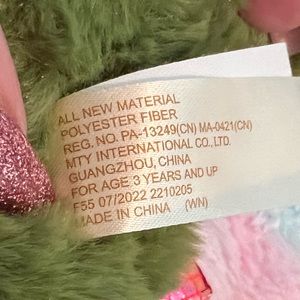 ALL NEW MATERIAL
POLYESTER FIBER
REG. NO. PA-13249(CN) MA-0421(CN)
MTY INTERNATIONAL CO.,LTD.
GUANGZHOU, CHINA
FOR AGE 3 YEARS AND UP
F55 07/2022 2210205
MADE IN CHINA (WN)